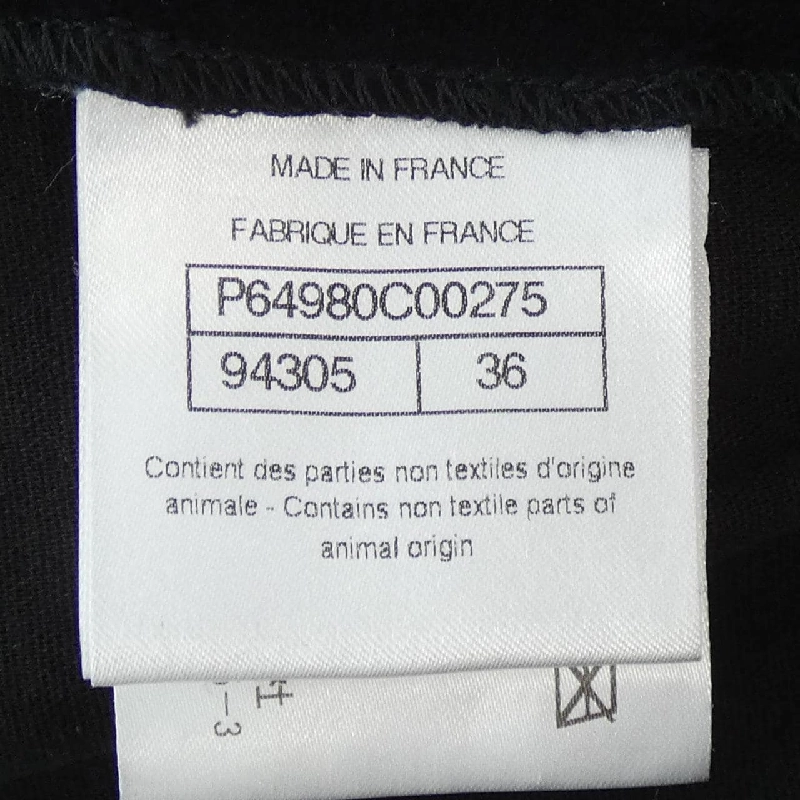 MADE IN FRANCE
FABRIQUE EN FRANCE
P64980C00275
94305 36
Contient des parties non textiles d'origine
animale - Contains non textile parts of
animal origin